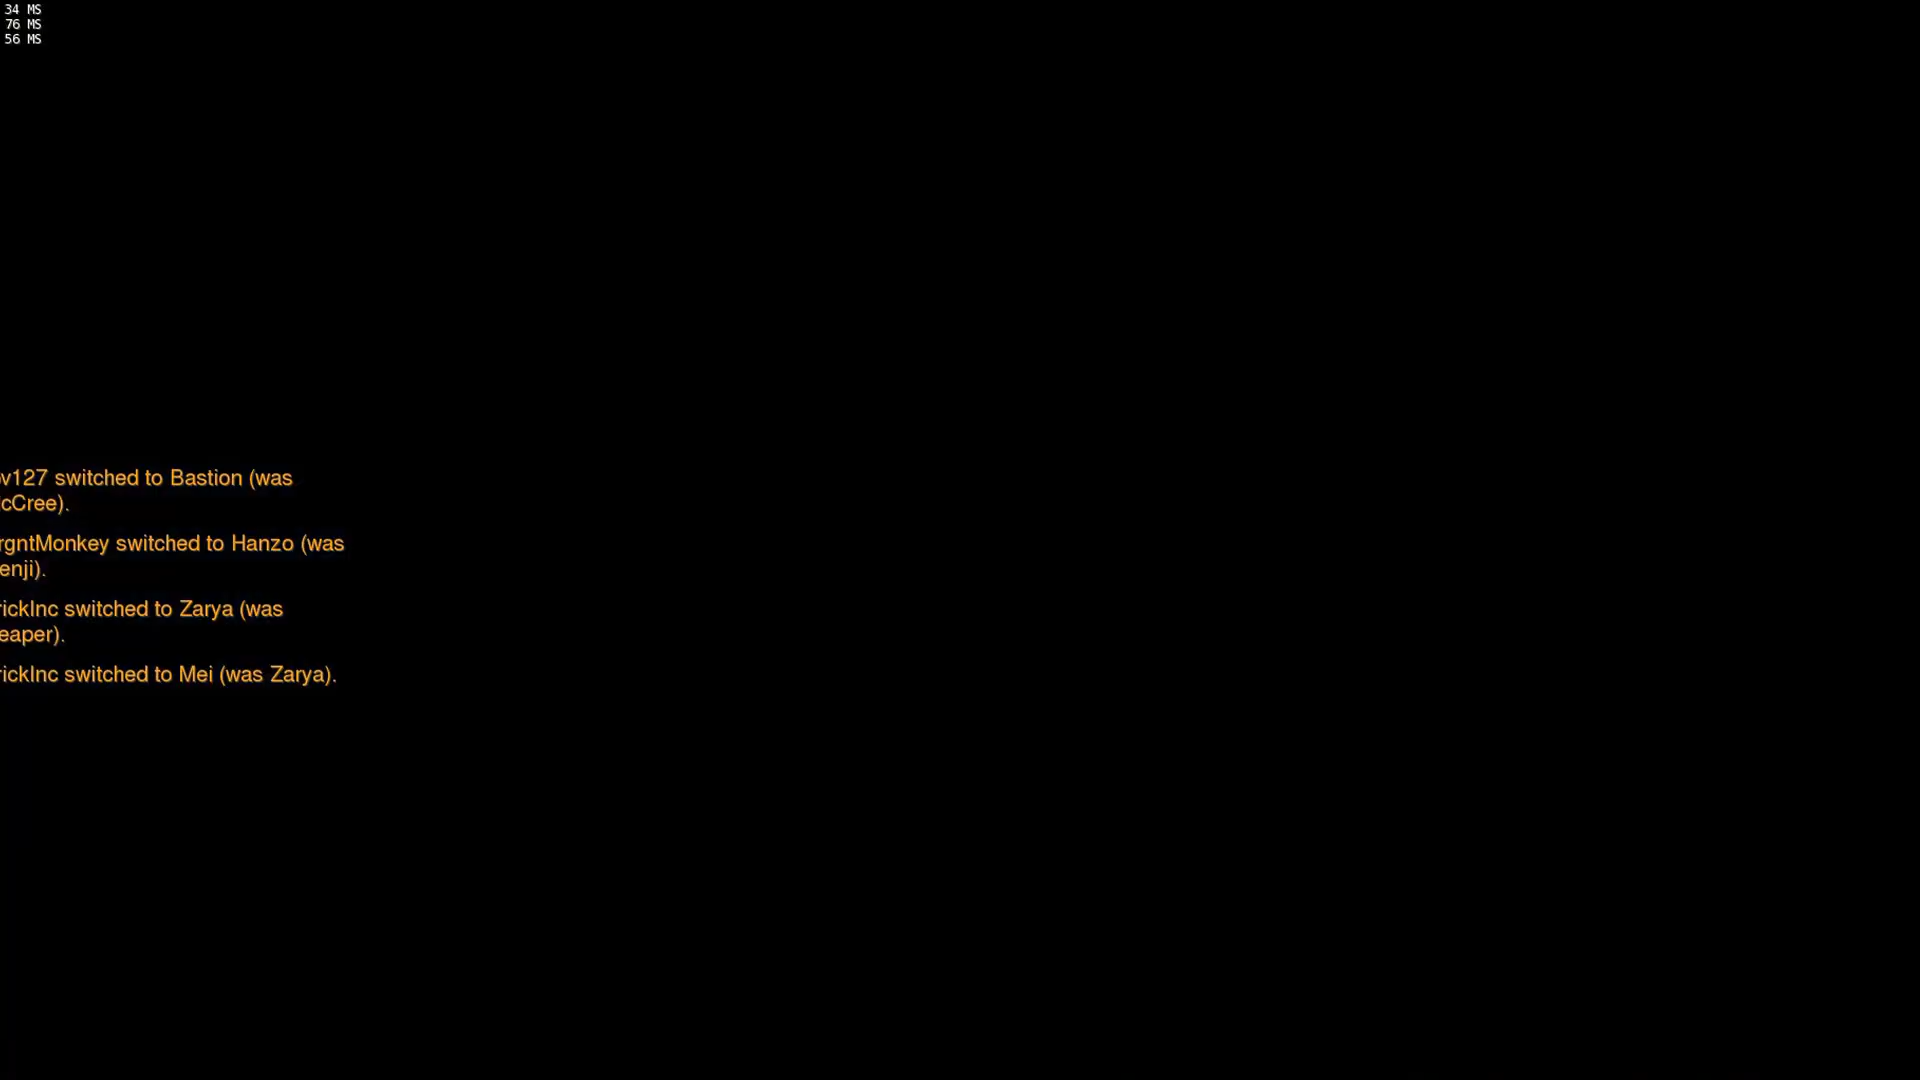 34 MS
76 MS
56 MS
v127 switched to Bastion (was
cCree).
rgntMonkey switched to Hanzo (was
enji).
rickInc switched to Zarya (was
eaper).
rickInc switched to Mei (was Zarya).